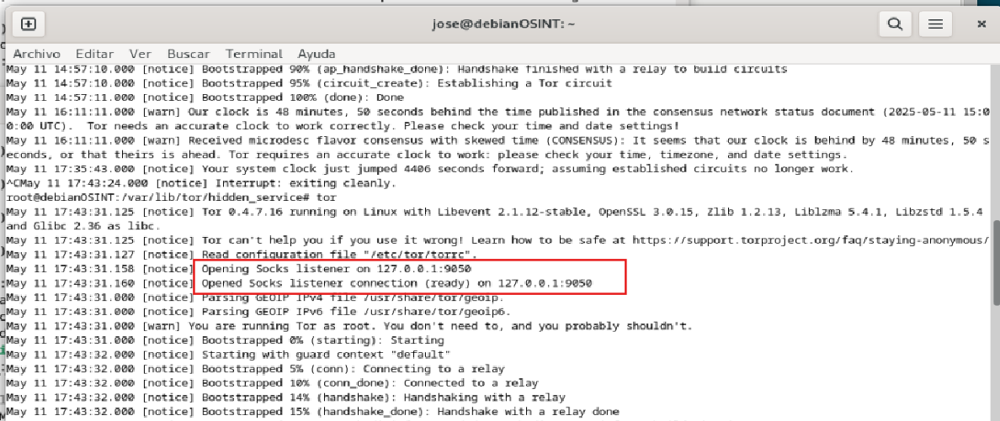 jose@debianOSINT: ~
Archivo Editar Ver Buscar Terminal Ayuda
May 11 14:57:10.000 [notice] Bootstrapped 90% (ap_handshake_done): Handshake finished with a relay to build circuits
May 11 14:57:10.000 [notice] Bootstrapped 95% (circuit_create): Establishing a Tor circuit
May 11 14:57:11.000 [notice] Bootstrapped 100% (done): Done
May 11 16:11:11.000 [warn] Our clock is 48 minutes, 50 seconds behind the time published in the consensus network status document (2025-05-11 15:0
0:00 UTC).  Tor needs an accurate clock to work correctly. Please check your time and date settings!
May 11 16:11:11.000 [warn] Received microdesc flavor consensus with skewed time (CONSENSUS): It seems that our clock is behind by 48 minutes, 50 s
econds, or that theirs is ahead. Tor requires an accurate clock to work: please check your time, timezone, and date settings.
May 11 17:35:43.000 [notice] Your system clock just jumped 4406 seconds forward; assuming established circuits no longer work.
^CMay 11 17:43:24.000 [notice] Interrupt: exiting cleanly.
root@debianOSINT:/var/lib/tor/hidden_service# tor
May 11 17:43:31.125 [notice] Tor 0.4.7.16 running on Linux with Libevent 2.1.12-stable, OpenSSL 3.0.15, Zlib 1.2.13, Liblzma 5.4.1, Libzstd 1.5.4
and Glibc 2.36 as libc.
May 11 17:43:31.125 [notice] Tor can't help you if you use it wrong! Learn how to be safe at https://support.torproject.org/faq/staying-anonymous/
May 11 17:43:31.127 [notice] Read configuration file "/etc/tor/torrc".
May 11 17:43:31.158 [notice] Opening Socks listener on 127.0.0.1:9050
May 11 17:43:31.160 [notice] Opened Socks listener connection (ready) on 127.0.0.1:9050
May 11 17:43:31.000 [notice] Parsing GEOIP IPv4 file /usr/share/tor/geoip.
May 11 17:43:31.000 [notice] Parsing GEOIP IPv6 file /usr/share/tor/geoip6.
May 11 17:43:31.000 [warn] You are running Tor as root. You don't need to, and you probably shouldn't.
May 11 17:43:31.000 [notice] Bootstrapped 0% (starting): Starting
May 11 17:43:32.000 [notice] Starting with guard context "default"
May 11 17:43:32.000 [notice] Bootstrapped 5% (conn): Connecting to a relay
May 11 17:43:32.000 [notice] Bootstrapped 10% (conn_done): Connected to a relay
May 11 17:43:32.000 [notice] Bootstrapped 14% (handshake): Handshaking with a relay
May 11 17:43:32.000 [notice] Bootstrapped 15% (handshake_done): Handshake with a relay done